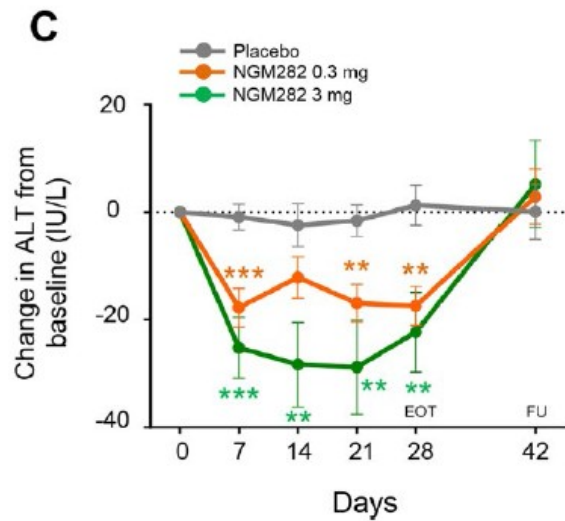 C
Placebo
NGM282 0.3 mg
NGM282 3 mg
Change in ALT from
baseline (IU/L)
20
0
-20
-40
***
**
**
***
**
**
**
EOT
FU
0 7 14 21 28 42
Days